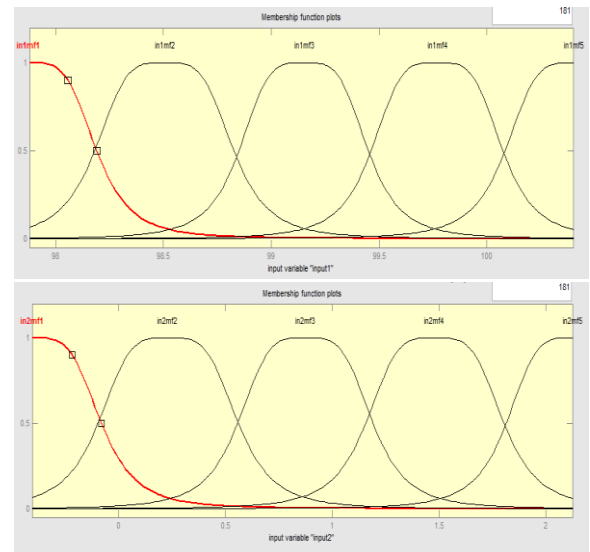 Membership function plots 181
in1mf1 in1mf2 in1mf3 in1mf4 in1mf5
1
0.5
0
98 98.5 99 99.5 100
input variable "input1"
Membership function plots 181
in2mf1 in2mf2 in2mf3 in2mf4 in2mf5
1
0.5
0
0 0.5 1 1.5 2
input variable "input2"